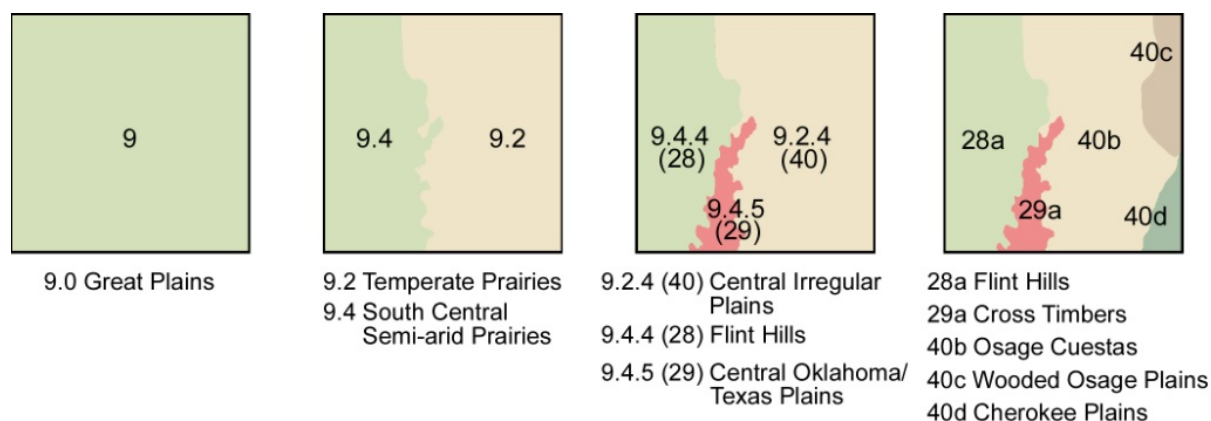 9
9.0 Great Plains
9.4
9.2
9.2 Temperate Prairies
9.4 South Central
Semi-arid Prairies
9.4.4
(28)
9.2.4
(40)
9.4.5
(29)
9.2.4 (40) Central Irregular
Plains
9.4.4 (28) Flint Hills
9.4.5 (29) Central Oklahoma/
Texas Plains
40c
28a
40b
29a
40d
28a Flint Hills
29a Cross Timbers
40b Osage Cuestas
40c Wooded Osage Plains
40d Cherokee Plains